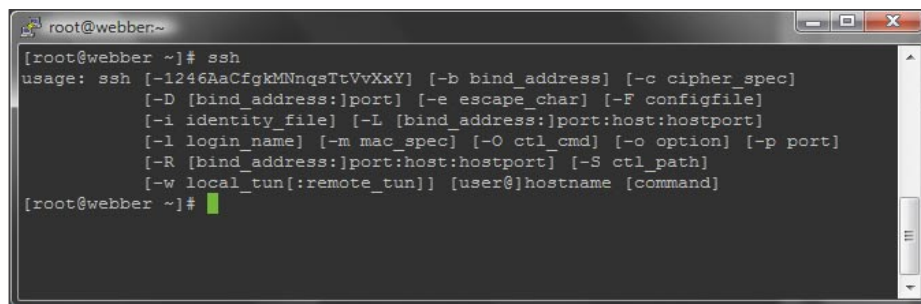 root@webber:~
[root@webber ~]# ssh
usage: ssh [-1246AaCfgkMNnqsTtVvXxY] [-b bind_address] [-c cipher_spec]
           [-D [bind_address:]port] [-e escape_char] [-F configfile]
           [-i identity_file] [-L [bind_address:]port:host:hostport]
           [-l login_name] [-m mac_spec] [-O ctl_cmd] [-o option] [-p port]
           [-R [bind_address:]port:host:hostport] [-S ctl_path]
           [-w local_tun[:remote_tun]] [user@]hostname [command]
[root@webber ~]#